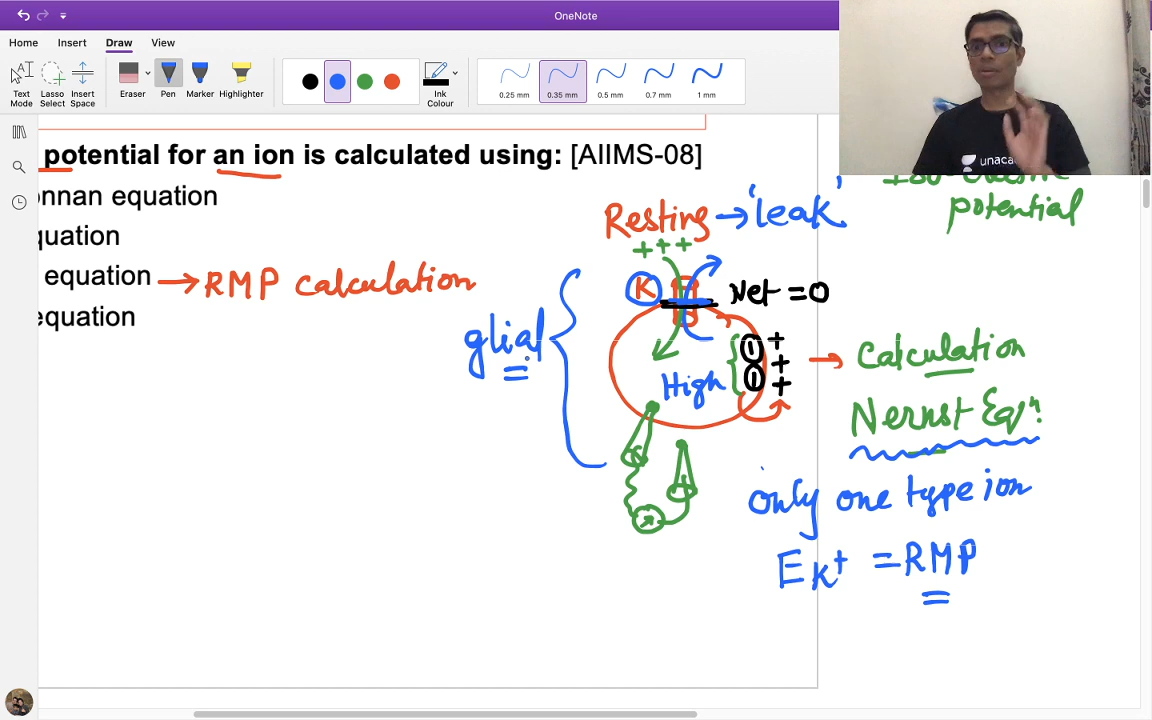 OneNote
Home Insert Draw View
Text Mode
Lasso Select
Insert Space
Eraser
Pen
Marker
Highlighter
Ink Colour
0.25 mm
0.35 mm
0.5 mm
0.7 mm
1 mm
unaca
potential for an ion is calculated using: [AIIMS-08]
onnan equation
quation
equation → RMP calculation
equation
potential
Resting → 'leak'
+ + +
K
Net = 0
glial
High
+
+
+
→ Calculation
Nernst Eqn
only one type ion
EK+ = RMP